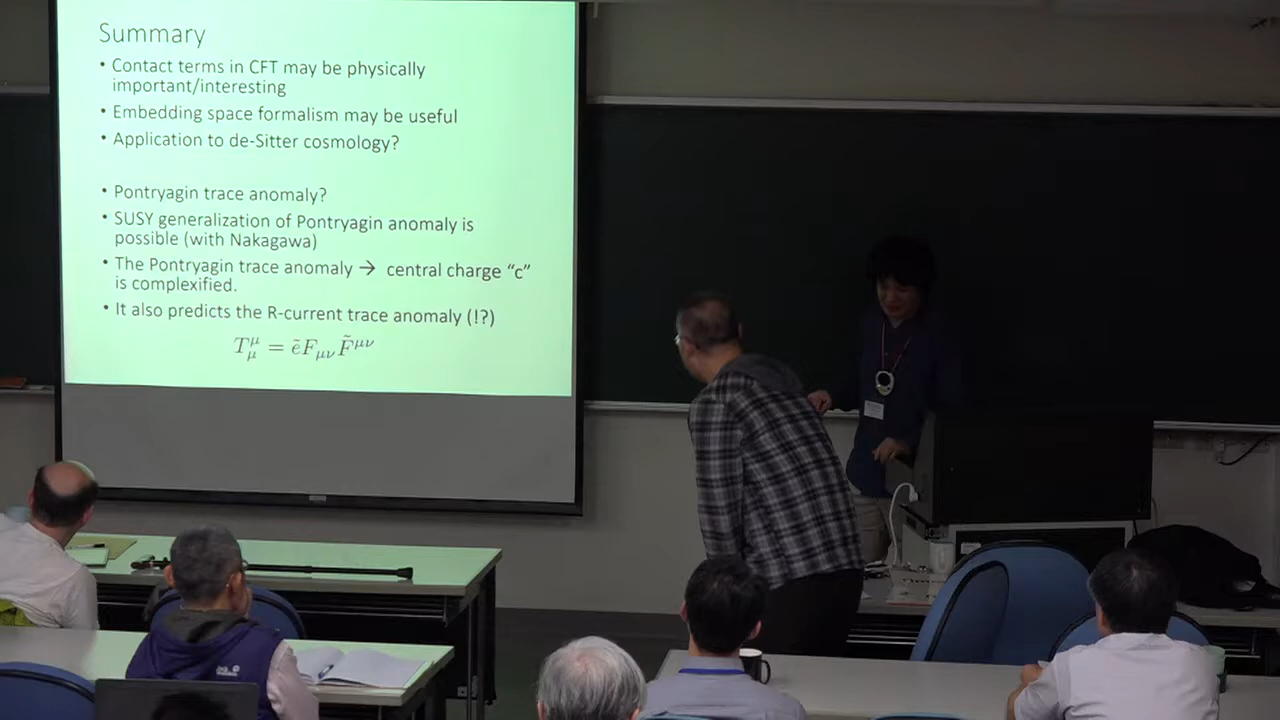 Summary
• Contact terms in CFT may be physically
important/interesting
• Embedding space formalism may be useful
• Application to de-Sitter cosmology?
• Pontryagin trace anomaly?
• SUSY generalization of Pontryagin anomaly is
possible (with Nakagawa)
• The Pontryagin trace anomaly → central charge “c”
is complexified.
• It also predicts the R-current trace anomaly (!?)
$T^{\mu}_{\mu} = \tilde{e} F_{\mu\nu} \tilde{F}^{\mu\nu}$